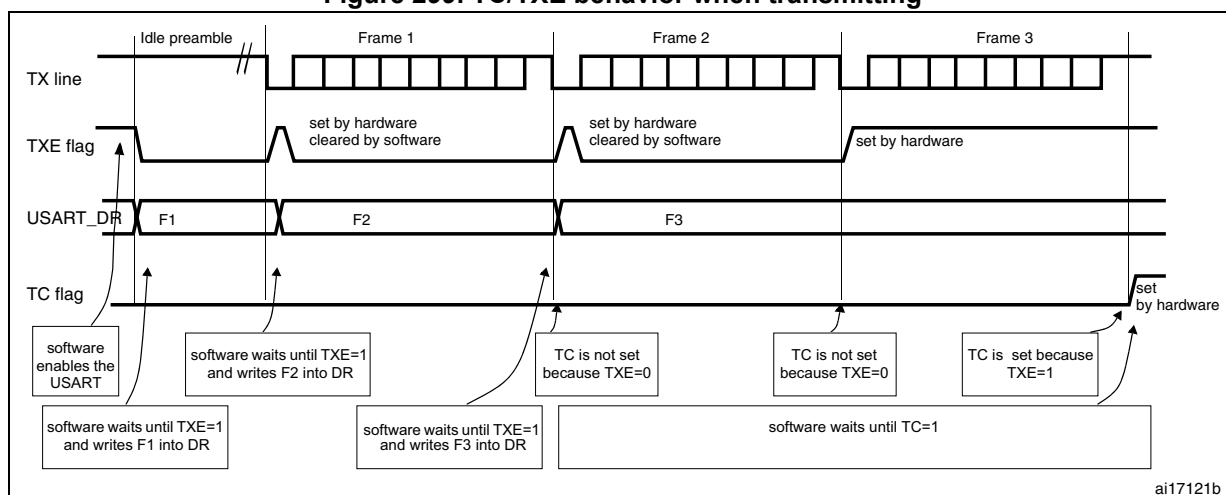 Figure 255. TC/TXE behavior when transmitting
Idle preamble
Frame 1
Frame 2
Frame 3
TX line
TXE flag
set by hardware
cleared by software
set by hardware
cleared by software
set by hardware
USART_DR
F1
F2
F3
TC flag
set
by hardware
software
enables the
USART
software waits until TXE=1
and writes F2 into DR
TC is not set
because TXE=0
TC is not set
because TXE=0
TC is set because
TXE=1
software waits until TXE=1
and writes F1 into DR
software waits until TXE=1
and writes F3 into DR
software waits until TC=1
ai17121b